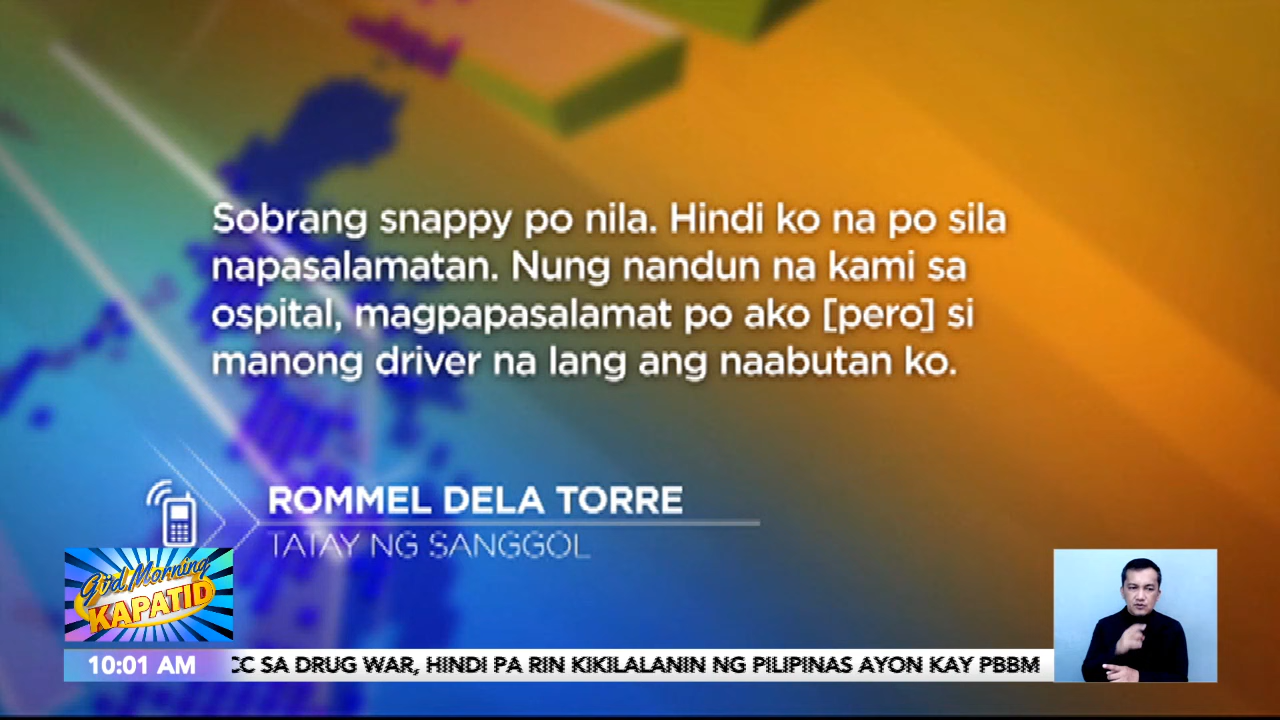 Sobrang snappy po nila. Hindi ko na po sila
napasalamatan. Nung nandun na kami sa
ospital, magpapasalamat po ako [pero] si
manong driver na lang ang naabutan ko.
ROMMEL DELA TORRE
TATAY NG SANGGOL
Gud Morning
KAPATID
10:01 AM
CC SA DRUG WAR, HINDI PA RIN KIKILALANIN NG PILIPINAS AYON KAY PBBM